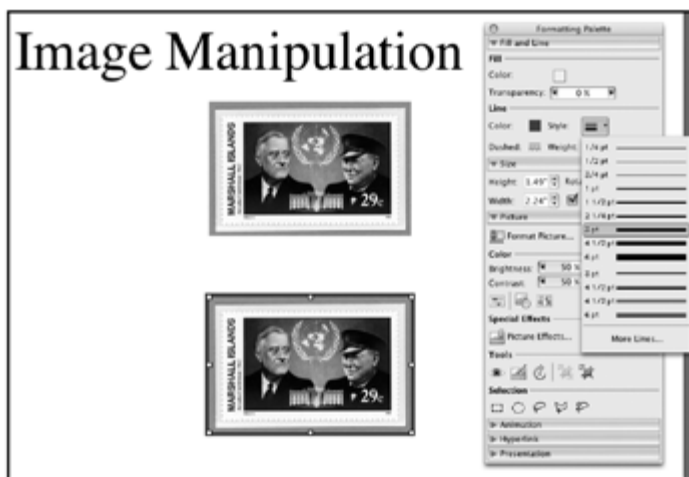 Image Manipulation
MARSHALL ISLANDS
29c
MARSHALL ISLANDS
29c
Formatting Palette
Fill and Line
Fill
Color:
Transparency: 0 %
Line
Color: Style:
Dashed: Weight:
1/4 pt
1/2 pt
3/4 pt
1 pt
1 1/2 pt
2 1/4 pt
3 pt
4 1/2 pt
6 pt
3 pt
4 1/2 pt
4 1/2 pt
6 pt
More Lines...
Size
Height: 1.49"
Width: 2.24"
Picture
Format Picture...
Color
Brightness: 50 %
Contrast: 50 %
Special Effects
Picture Effects...
Tools
Selection
Animation
Hyperlink
Presentation